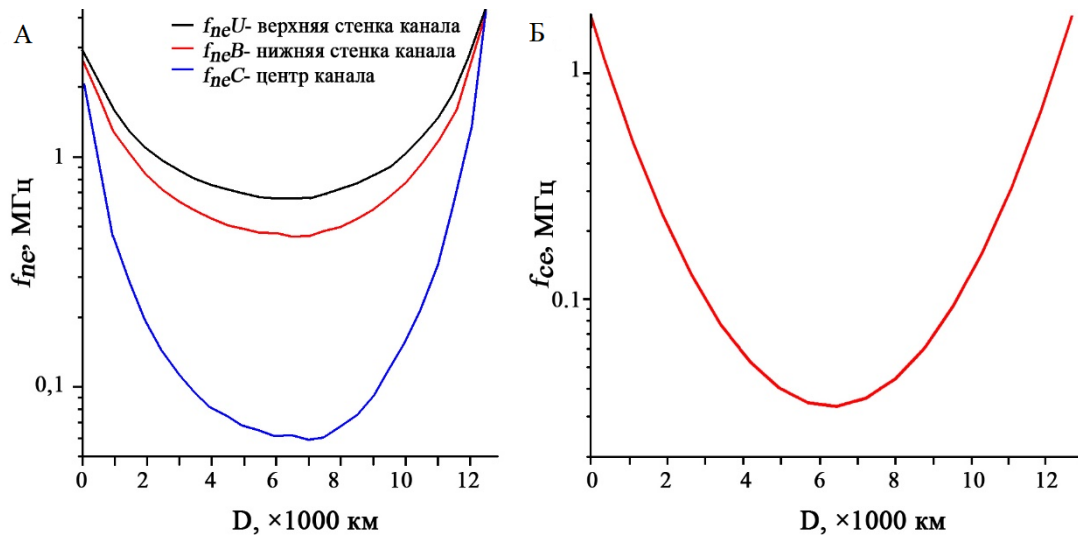 А
f_neU- верхняя стенка канала
f_neB- нижняя стенка канала
f_neC- центр канала
f_ne, МГц
1
0,1
0 2 4 6 8 10 12
D, ×1000 км
Б
f_ce, МГц
1
0.1
0 2 4 6 8 10 12
D, ×1000 км